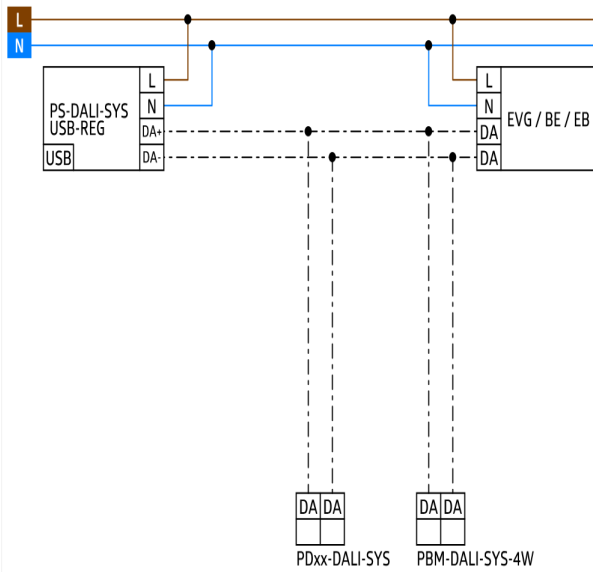 L
N
PS-DALI-SYS
USB-REG
USB
L
N
DA+
DA-
L
N
DA
DA
EVG / BE / EB
DA DA
PDxx-DALI-SYS
DA DA
PBM-DALI-SYS-4W